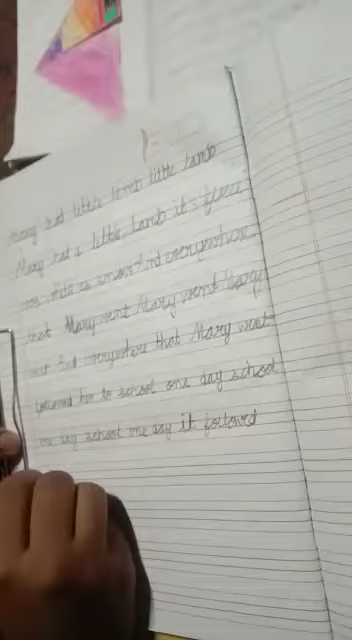 Mary had little lamb little lamb
Mary had a little lamb it s fleece
was white as snow And everywhere
that Mary went Mary went Mary
went And everywhere that Mary went
followed her to school one day school
one day school one day it followed